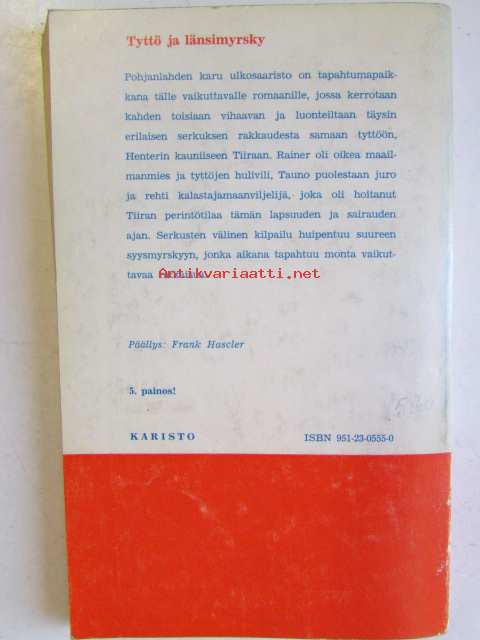 Tyttö ja länsimyrsky
Pohjanlahden karu ulkosaaristo on tapahtumapaik-
kana tälle vaikuttavalle romaanille, jossa kerrotaan
kahden toisiaan vihaavan ja luonteiltaan täysin
erilaisen serkuksen rakkaudesta samaan tyttöön,
Henterin kauniiseen Tiiraan. Rainer oli oikea maail-
manmies ja tyttöjen hulivili, Tauno puolestaan juro
ja rehti kalastajamaanviljelijä, joka oli hoitanut
Tiiran perintötilaa tämän lapsuuden ja sairauden
ajan. Serkusten välinen kilpailu huipentuu suureen
syysmyrskyyn, jonka aikana tapahtuu monta vaikut-
tavaa
Antikvariaatti.net
Päällys: Frank Hascler
5. painos!
KARISTO ISBN 951-23-0555-0